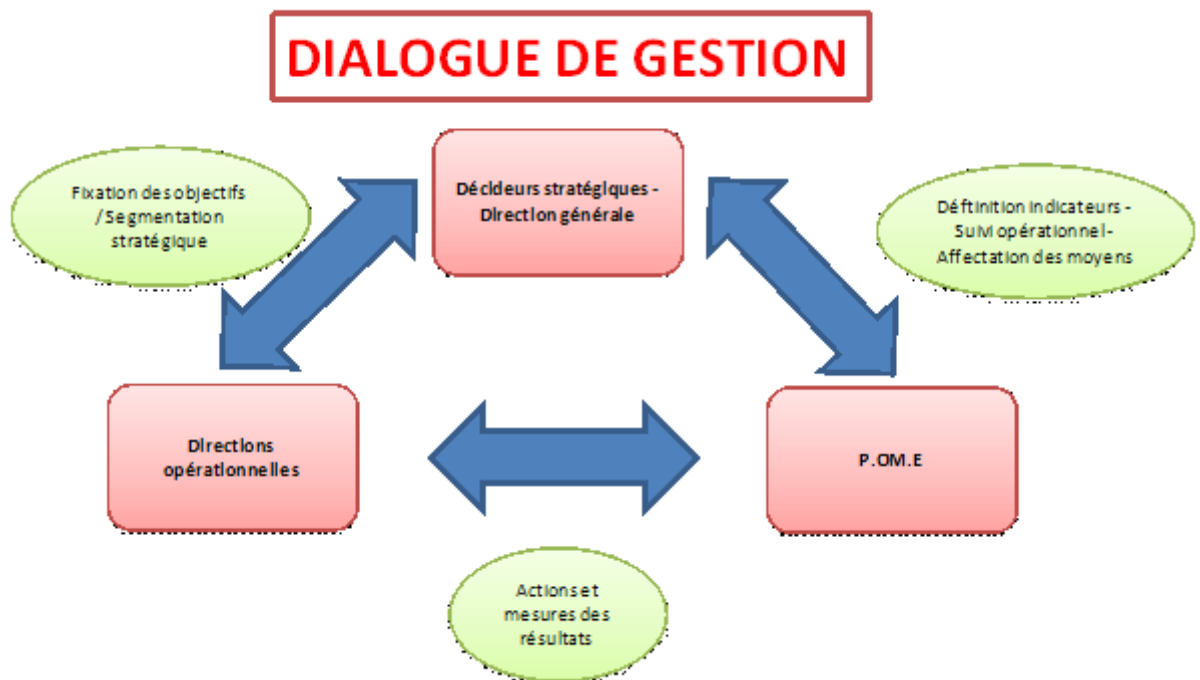 DIALOGUE DE GESTION
Fixation des objectifs
/ Segmentation
stratégique
Décideurs stratégiques -
Direction générale
Déftinition indicateurs -
Suivi opérationnel -
Affectation des moyens
Directions
opérationnelles
P.OM.E
Actions et
mesures des
résultats